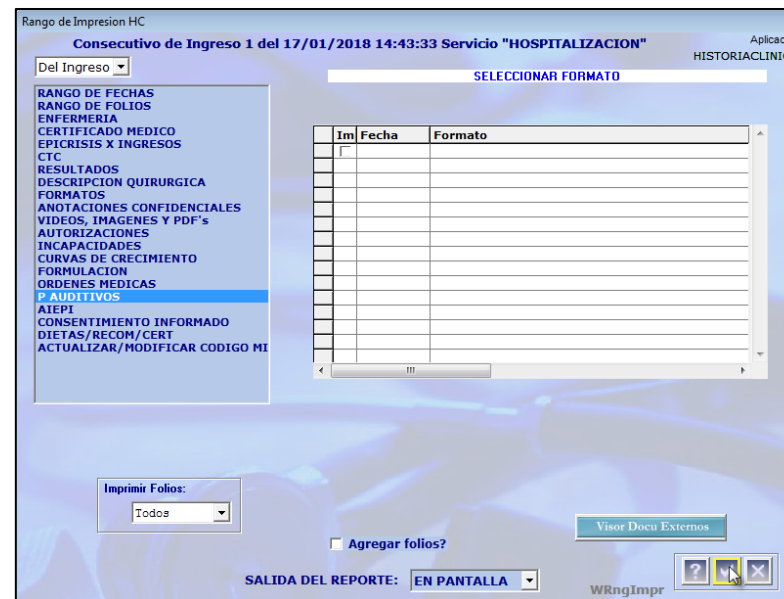 Rango de Impresion HC
Consecutivo de Ingreso 1 del 17/01/2018 14:43:33 Servicio "HOSPITALIZACION"
Aplicac
HISTORIACLINI
Del Ingreso
SELECCIONAR FORMATO
RANGO DE FECHAS
RANGO DE FOLIOS
ENFERMERIA
CERTIFICADO MEDICO
EPICRISIS X INGRESOS
CTC
RESULTADOS
DESCRIPCION QUIRURGICA
FORMATOS
ANOTACIONES CONFIDENCIALES
VIDEOS, IMAGENES Y PDF's
AUTORIZACIONES
INCAPACIDADES
CURVAS DE CRECIMIENTO
FORMULACION
ORDENES MEDICAS
P AUDITIVOS
AIEPI
CONSENTIMIENTO INFORMADO
DIETAS/RECOM/CERT
ACTUALIZAR/MODIFICAR CODIGO MI
Im Fecha Formato
Imprimir Folios:
Todos
Visor Docu Externos
Agregar folios?
SALIDA DEL REPORTE: EN PANTALLA
WRngImpr
?